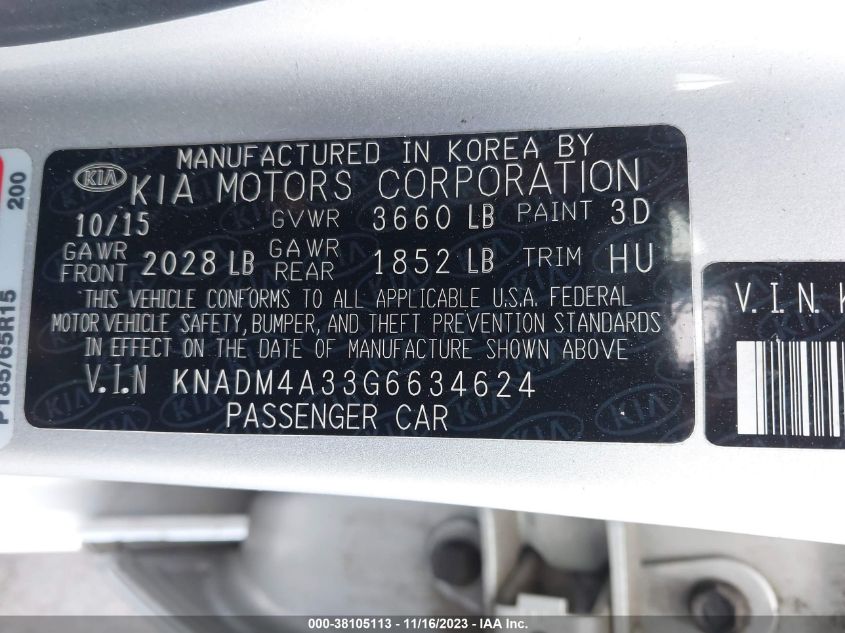 MANUFACTURED IN KOREA BY
KIA KIA MOTORS CORPORATION
10/15 GVWR 3660 LB PAINT 3D
GAWR FRONT 2028 LB GAWR REAR 1852 LB TRIM HU
THIS VEHICLE CONFORMS TO ALL APPLICABLE U.S.A. FEDERAL
MOTOR VEHICLE SAFETY, BUMPER, AND THEFT PREVENTION STANDARDS
IN EFFECT ON THE DATE OF MANUFACTURE SHOWN ABOVE
V.I.N KNADM4A33G6634624
PASSENGER CAR
P185/65R15
200
V.I.N. K
000-38105113 - 11/16/2023 - IAA Inc.